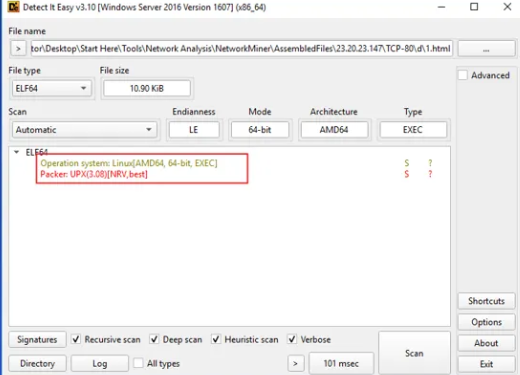 Detect It Easy v3.10 [Windows Server 2016 Version 1607] (x86_64)
File name
> tor\Desktop\Start Here\Tools\Network Analysis\NetworkMiner\AssembledFiles\23.20.23.147\TCP-80\d\1.html ...
File type File size Advanced
ELF64 10.90 KiB
Scan Endianness Mode Architecture Type
Automatic LE 64-bit AMD64 EXEC
ELF64
Operation system: Linux[AMD64, 64-bit, EXEC] S ?
Packer: UPX(3.08)[NRV,best] S ?
Shortcuts
Options
Signatures Recursive scan Deep scan Heuristic scan Verbose Scan About
Directory Log All types > 101 msec Exit